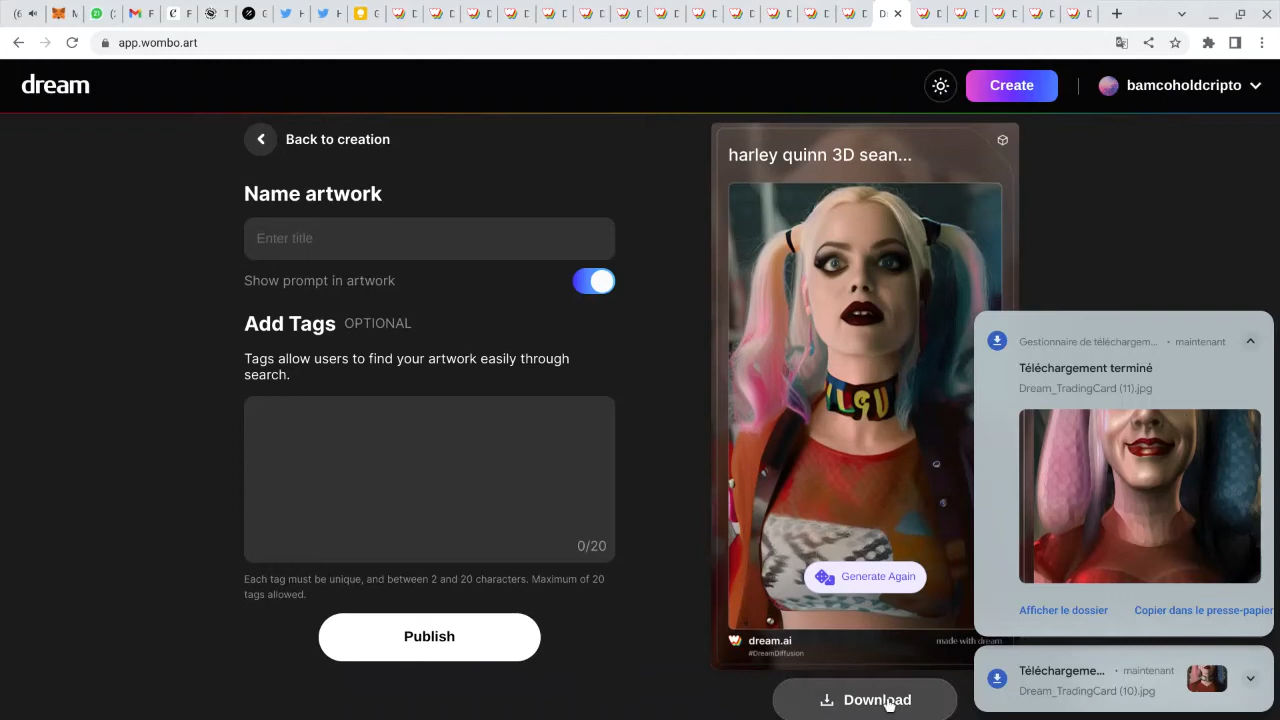 app.wombo.art
dream
Create
bamcoholdcripto
Back to creation
Name artwork
Enter title
Show prompt in artwork
Add Tags OPTIONAL
Tags allow users to find your artwork easily through
search.
0/20
Each tag must be unique, and between 2 and 20 characters. Maximum of 20
tags allowed.
Publish
harley quinn 3D sean...
Generate Again
dream.ai
made with dream
#DreamDiffusion
Download
Gestionnaire de téléchargem... • maintenant
Téléchargement terminé
Dream_TradingCard (11).jpg
Afficher le dossier
Copier dans le presse-papier
Téléchargeme... • maintenant
Dream_TradingCard (10).jpg